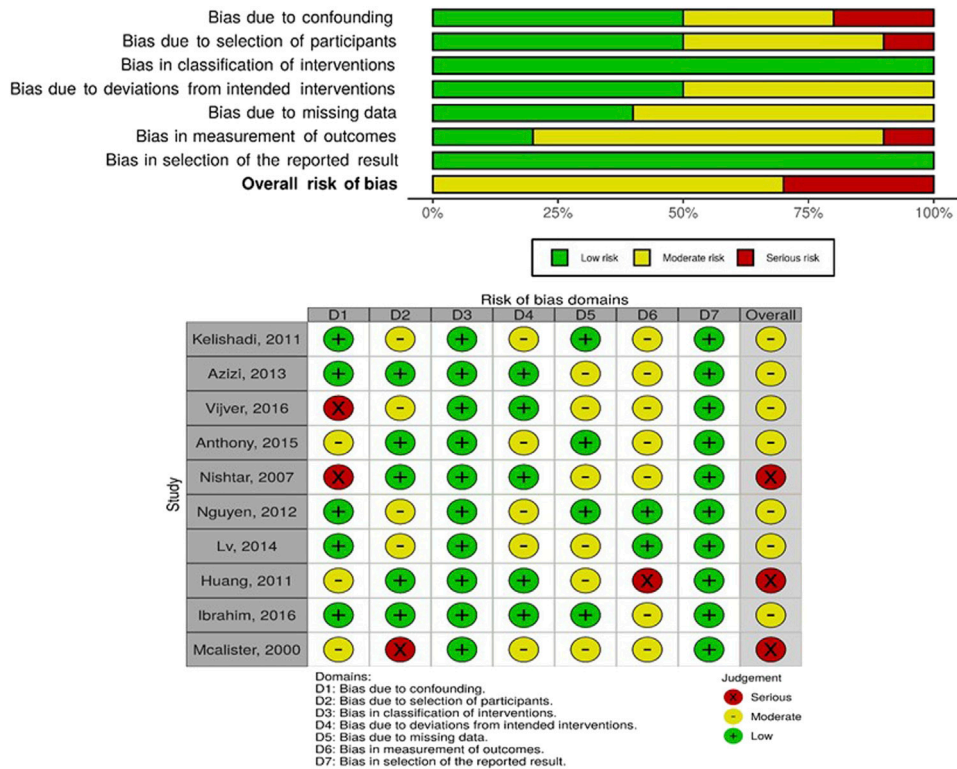 Bias due to confounding
Bias due to selection of participants
Bias in classification of interventions
Bias due to deviations from intended interventions
Bias due to missing data
Bias in measurement of outcomes
Bias in selection of the reported result
Overall risk of bias
0% 25% 50% 75% 100%
Low risk Moderate risk Serious risk
Risk of bias domains
D1 D2 D3 D4 D5 D6 D7 Overall
Study
Kelishadi, 2011 + - + - + - + -
Azizi, 2013 + + + + - - + -
Vijver, 2016 X - + + - - + -
Anthony, 2015 - + + - + - + -
Nishtar, 2007 X + + + - - + X
Nguyen, 2012 + - + - + + + -
Lv, 2014 + - + - - + + -
Huang, 2011 - + + + - X + X
Ibrahim, 2016 + + + + + - + -
Mcalister, 2000 - X + - - - + X
Domains:
D1: Bias due to confounding.
D2: Bias due to selection of participants.
D3: Bias in classification of interventions.
D4: Bias due to deviations from intended interventions.
D5: Bias due to missing data.
D6: Bias in measurement of outcomes.
D7: Bias in selection of the reported result.
Judgement
X Serious
- Moderate
+ Low